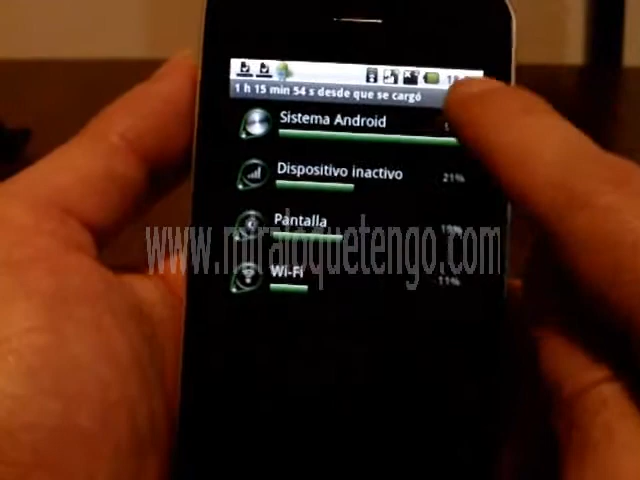 1 h 15 min 54 s desde que se cargó
Sistema Android
Dispositivo inactivo
21%
Pantalla
Wi-Fi
11%
www.miraloquetengo.com